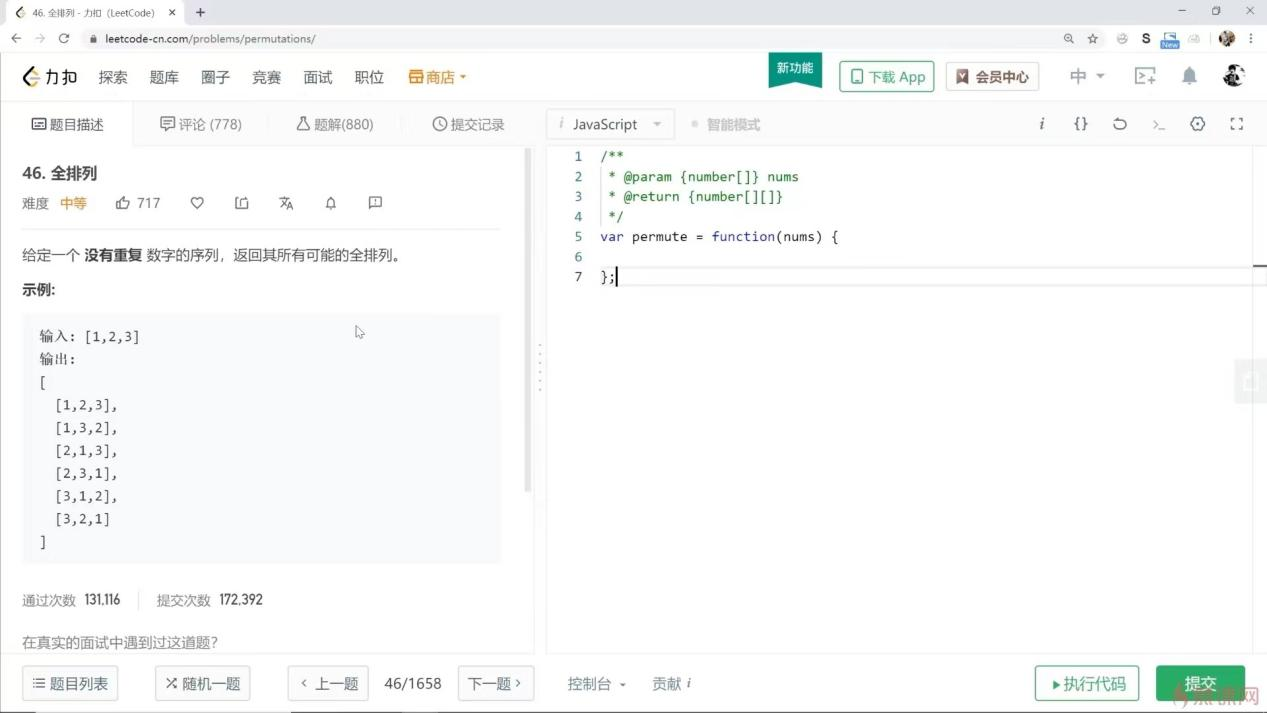 46. 全排列 - 力扣 (LeetCode)
leetcode-cn.com/problems/permutations/
New
力扣 探索 题库 圈子 竞赛 面试 职位 商店 新功能 下载 App 会员中心 中
题目描述 评论 (778) 题解(880) 提交记录 i JavaScript 智能模式 i {} >_
46. 全排列
难度 中等 717
给定一个 没有重复 数字的序列，返回其所有可能的全排列。
示例:
输入: [1,2,3]
输出:
[
[1,2,3],
[1,3,2],
[2,1,3],
[2,3,1],
[3,1,2],
[3,2,1]
]
通过次数 131,116 提交次数 172,392
在真实的面试中遇到过这道题?
1 /**
2 * @param {number[]} nums
3 * @return {number[][]}
4 */
5 var permute = function(nums) {
6
7 };
题目列表 随机一题 上一题 46/1658 下一题 控制台 贡献 i 执行代码 提交